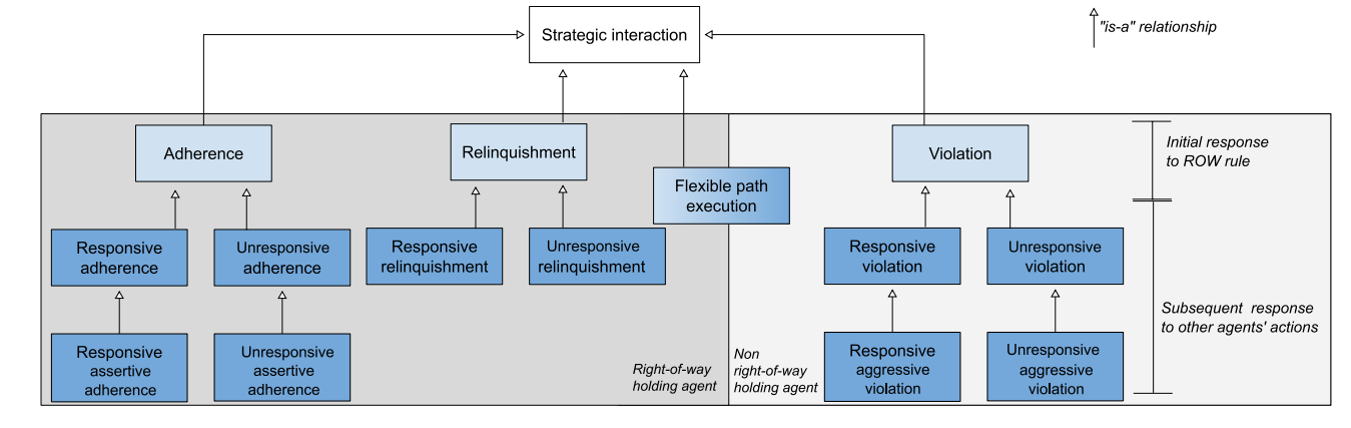 Strategic interaction
"is-a" relationship
Adherence
Relinquishment
Violation
Initial response
to ROW rule
Flexible path
execution
Responsive
adherence
Unresponsive
adherence
Responsive
relinquishment
Unresponsive
relinquishment
Responsive
violation
Unresponsive
violation
Subsequent response
to other agents' actions
Responsive
assertive
adherence
Unresponsive
assertive
adherence
Right-of-way
holding agent
Non
right-of-way
holding agent
Responsive
aggressive
violation
Unresponsive
aggressive
violation